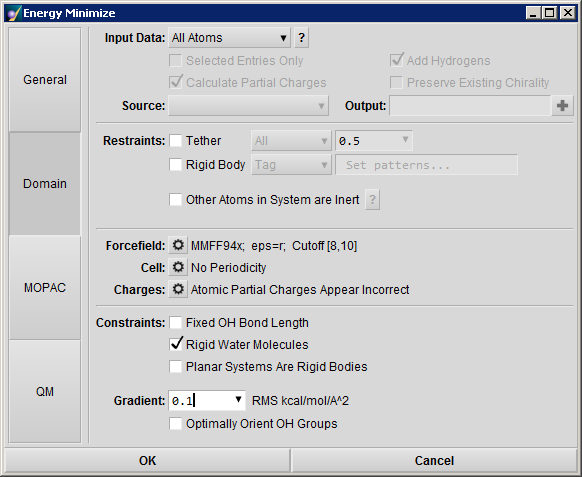 Energy Minimize
General
Domain
MOPAC
QM
Input Data: All Atoms ?
Selected Entries Only Add Hydrogens
Calculate Partial Charges Preserve Existing Chirality
Source: Output:
Restraints: Tether All 0.5
Rigid Body Tag Set patterns...
Other Atoms in System are Inert ?
Forcefield: MMFF94x; eps=r; Cutoff [8,10]
Cell: No Periodicity
Charges: Atomic Partial Charges Appear Incorrect
Constraints: Fixed OH Bond Length
Rigid Water Molecules
Planar Systems Are Rigid Bodies
Gradient: 0.1 RMS kcal/mol/A^2
Optimally Orient OH Groups
OK Cancel